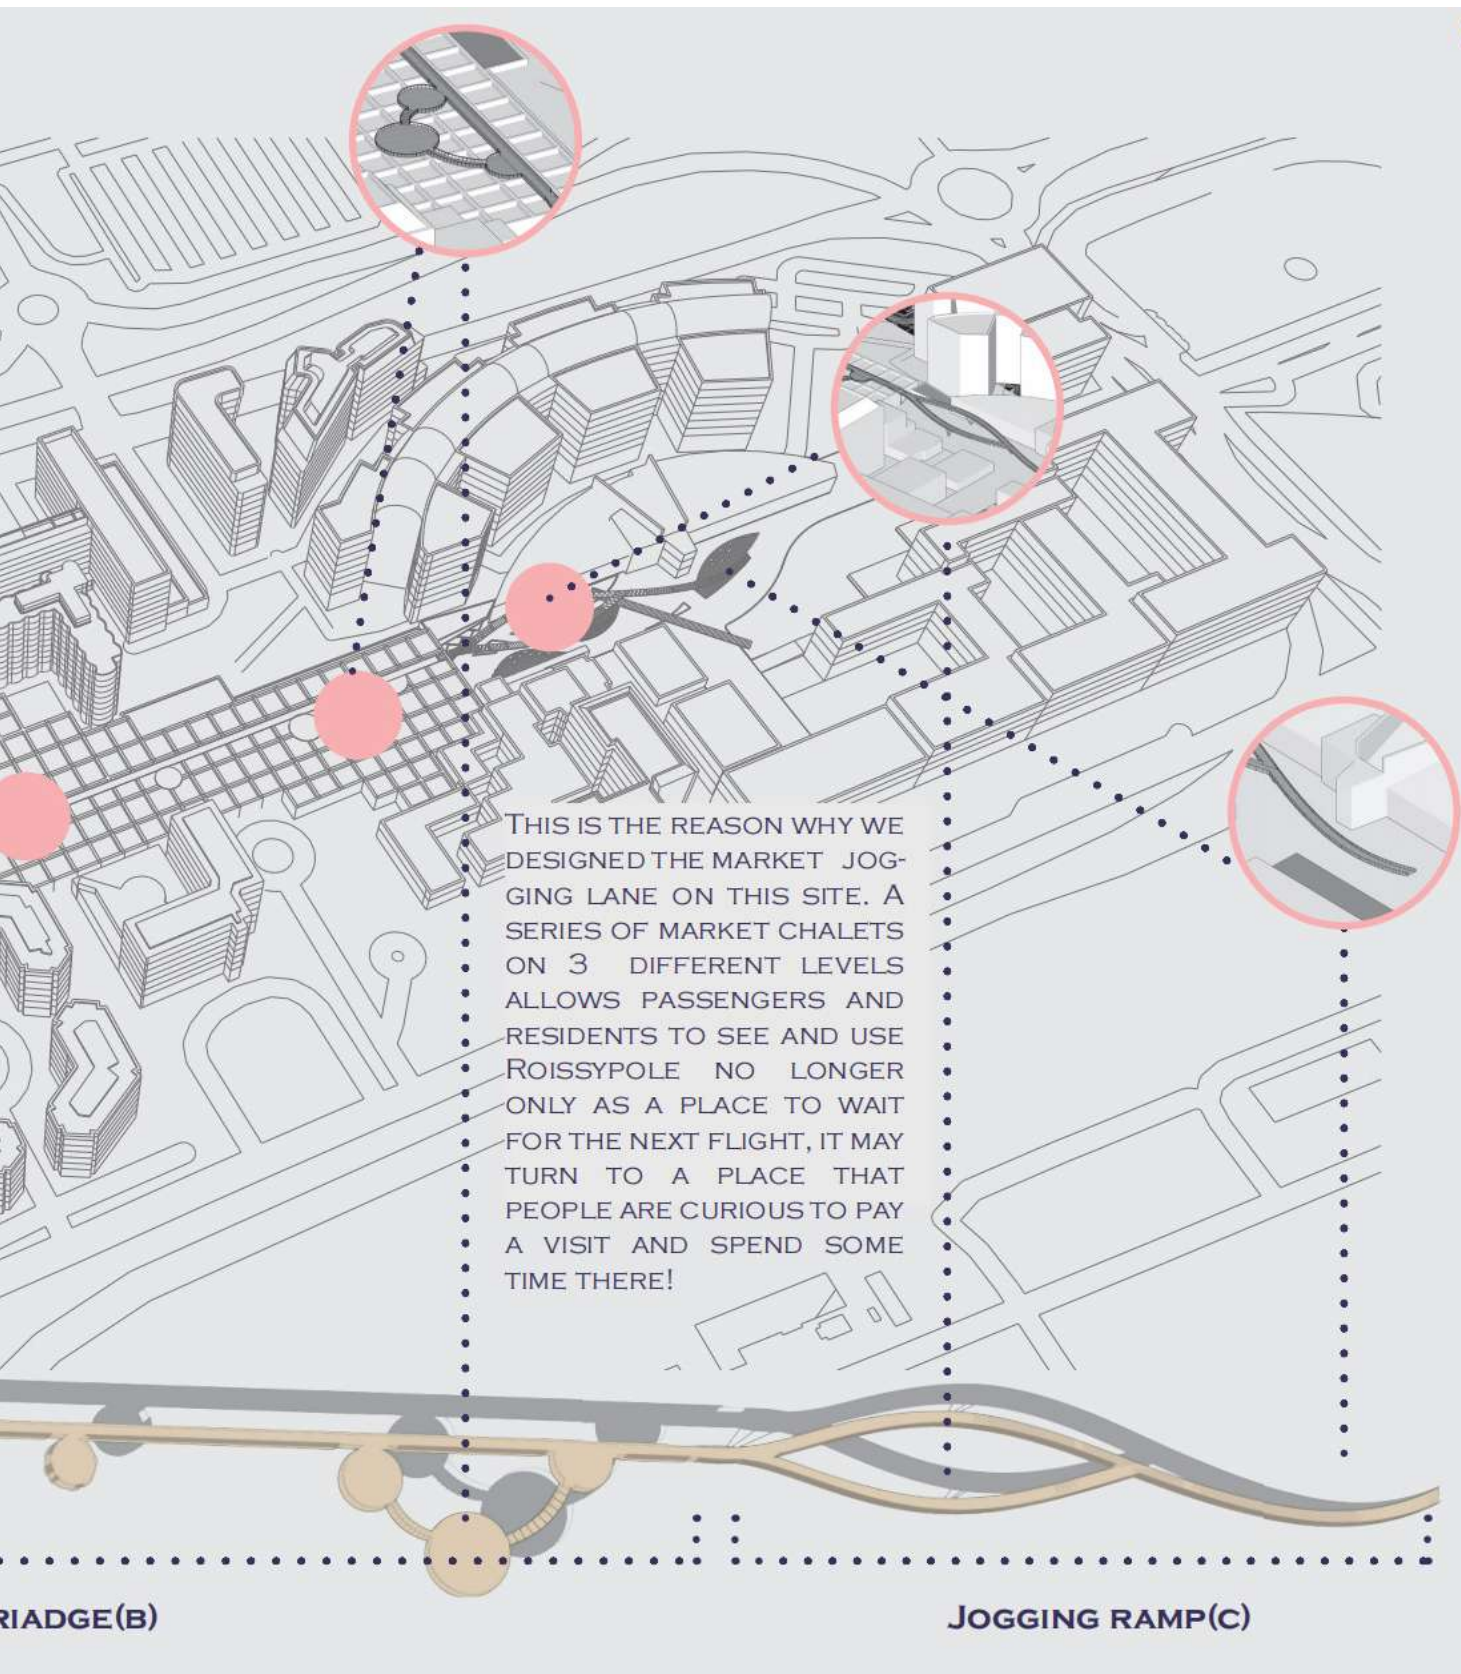 THIS IS THE REASON WHY WE
DESIGNED THE MARKET JOG-
GING LANE ON THIS SITE. A
SERIES OF MARKET CHALETS
ON 3 DIFFERENT LEVELS
ALLOWS PASSENGERS AND
RESIDENTS TO SEE AND USE
ROISSYPOLE NO LONGER
ONLY AS A PLACE TO WAIT
FOR THE NEXT FLIGHT, IT MAY
TURN TO A PLACE THAT
PEOPLE ARE CURIOUS TO PAY
A VISIT AND SPEND SOME
TIME THERE!
RIADGE(B)
JOGGING RAMP(C)